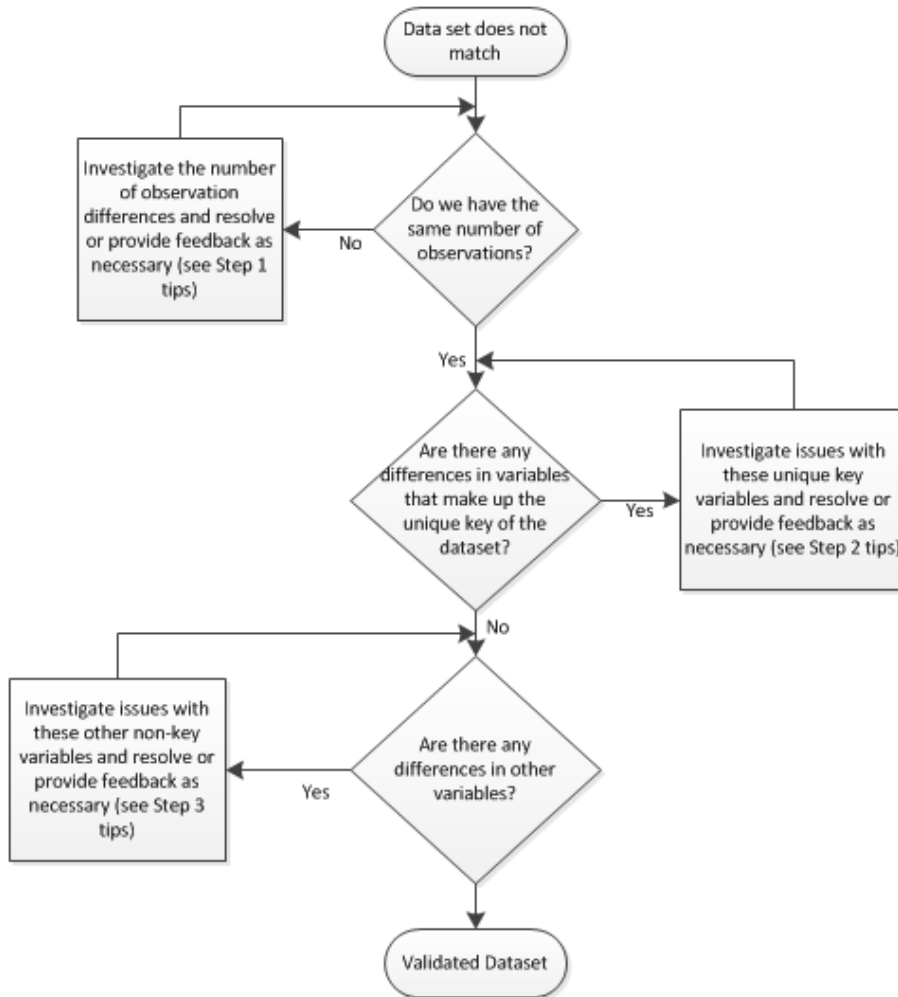 Data set does not
match
Investigate the number
of observation
differences and resolve
or provide feedback as
necessary (see Step 1
tips)
Do we have the
same number of
observations?
No
Yes
Are there any
differences in variables
that make up the
unique key of the
dataset?
Yes
Investigate issues with
these unique key
variables and resolve or
provide feedback as
necessary (see Step 2 tips)
No
Investigate issues with
these other non-key
variables and resolve or
provide feedback as
necessary (see Step 3
tips)
Yes
Are there any
differences in other
variables?
Validated Dataset